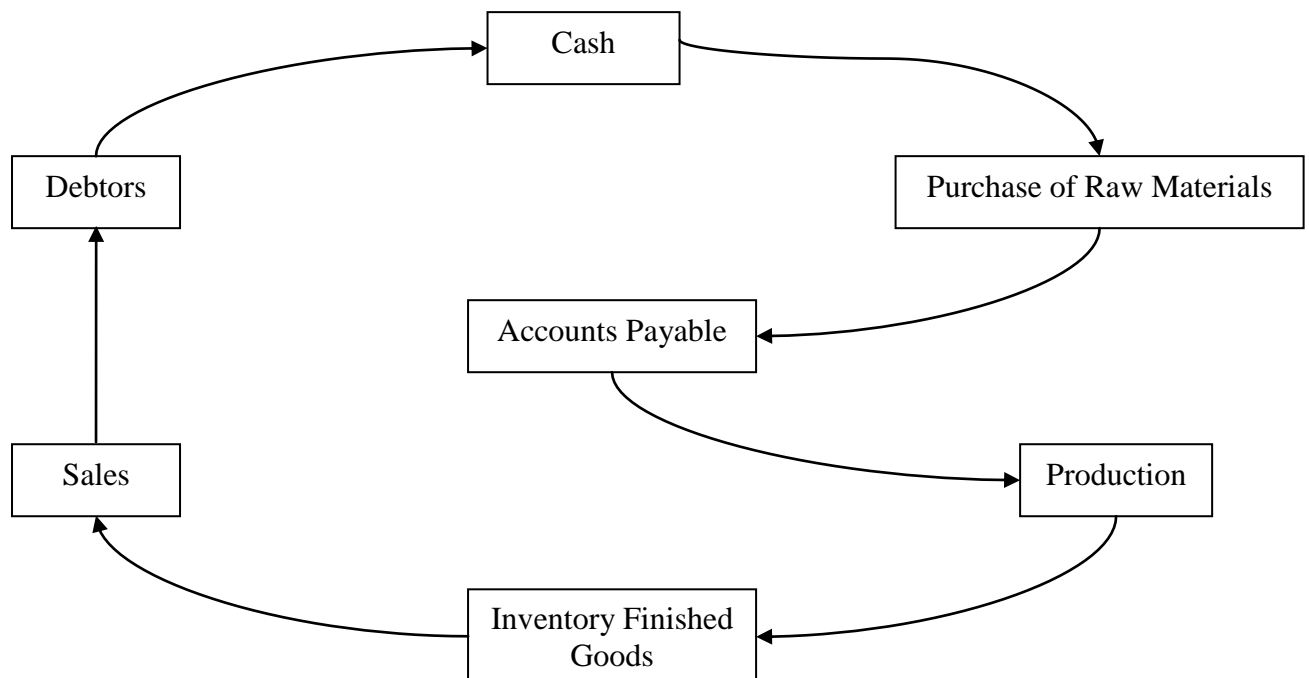 Cash
Debtors
Purchase of Raw Materials
Accounts Payable
Sales
Production
Inventory Finished
Goods